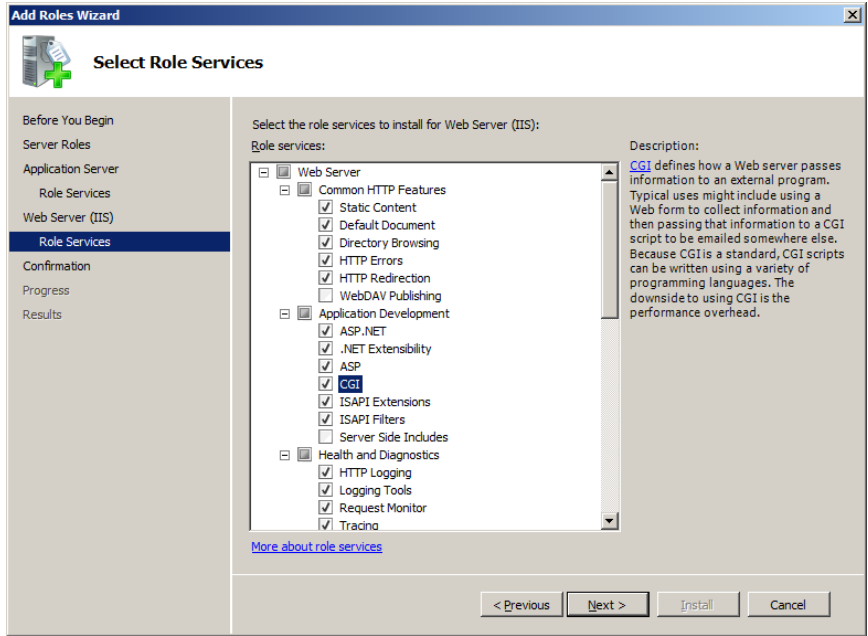 Add Roles Wizard
Select Role Services
Before You Begin
Server Roles
Application Server
Role Services
Web Server (IIS)
Role Services
Confirmation
Progress
Results
Select the role services to install for Web Server (IIS):
Role services:
Web Server
Common HTTP Features
Static Content
Default Document
Directory Browsing
HTTP Errors
HTTP Redirection
WebDAV Publishing
Application Development
ASP.NET
.NET Extensibility
ASP
CGI
ISAPI Extensions
ISAPI Filters
Server Side Includes
Health and Diagnostics
HTTP Logging
Logging Tools
Request Monitor
Tracing
More about role services
Description:
CGI defines how a Web server passes
information to an external program.
Typical uses might include using a
Web form to collect information and
then passing that information to a CGI
script to be emailed somewhere else.
Because CGI is a standard, CGI scripts
can be written using a variety of
programming languages. The
downside to using CGI is the
performance overhead.
< Previous
Next >
Install
Cancel